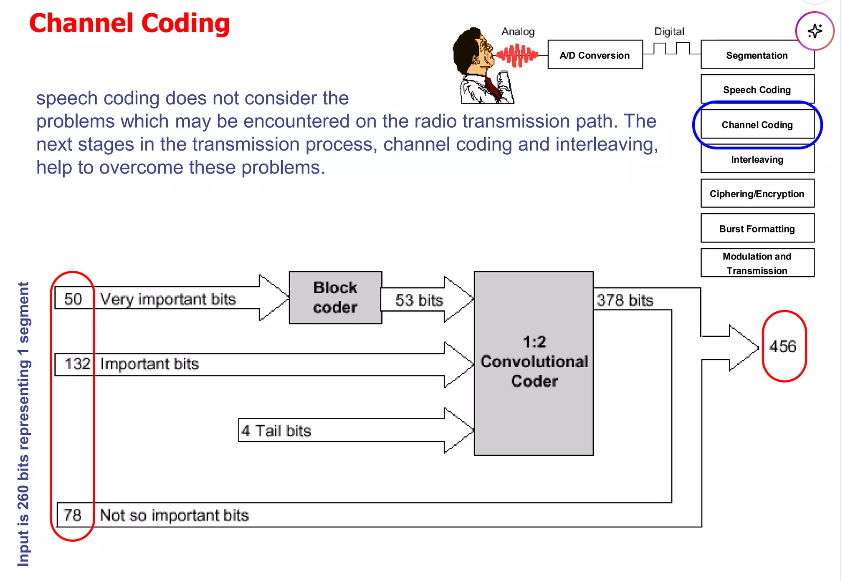 Channel Coding
Analog
Digital
A/D Conversion
Segmentation
Speech Coding
Channel Coding
Interleaving
Ciphering/Encryption
Burst Formatting
Modulation and
Transmission
speech coding does not consider the
problems which may be encountered on the radio transmission path. The
next stages in the transmission process, channel coding and interleaving,
help to overcome these problems.
Input is 260 bits representing 1 segment
50 Very important bits
Block
coder
53 bits
132 Important bits
4 Tail bits
1:2
Convolutional
Coder
378 bits
456
78 Not so important bits